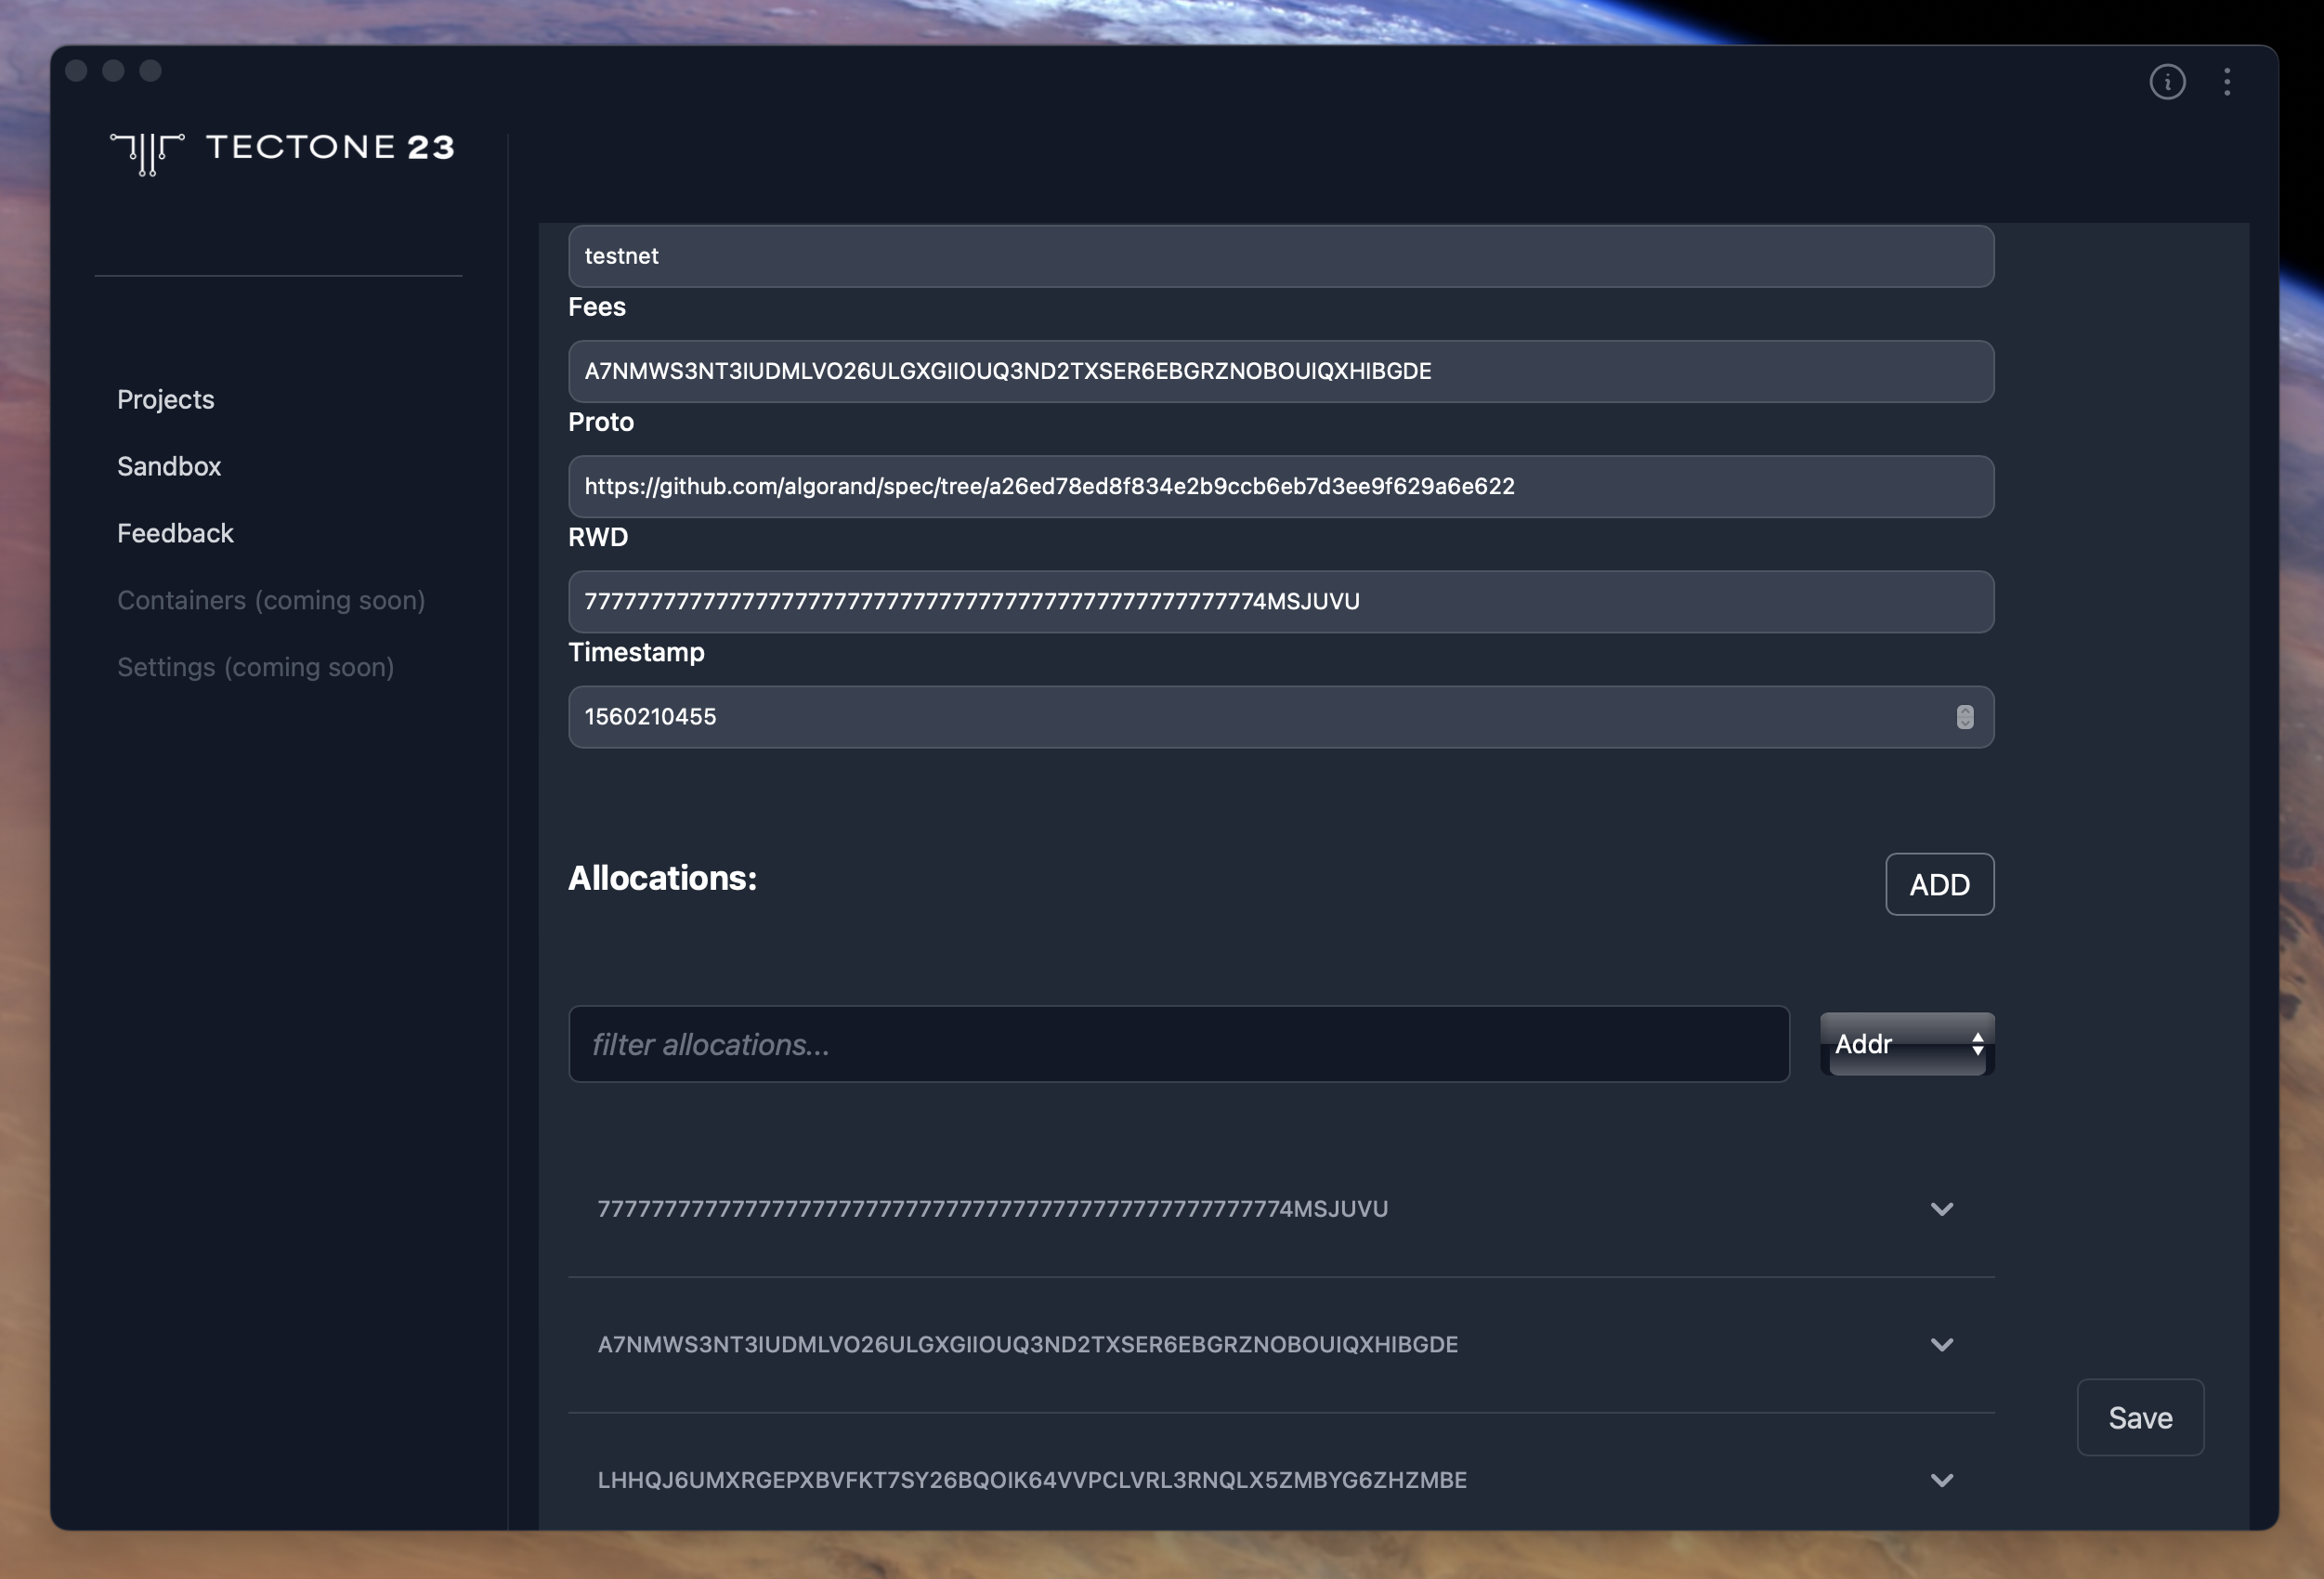 TECTONE 23
Projects
Sandbox
Feedback
Containers (coming soon)
Settings (coming soon)
testnet
Fees
A7NMWS3NT3IUDMLVO26ULGXGIIOUQ3ND2TXSER6EBGRZNOBOUIQXHIBGDE
Proto
https://github.com/algorand/spec/tree/a26ed78ed8f834e2b9ccb6eb7d3ee9f629a6e622
RWD
7777777777777777777777777777777777777777777777777774MSJUVU
Timestamp
1560210455
Allocations:
ADD
filter allocations...
Addr
7777777777777777777777777777777777777777777777777774MSJUVU
A7NMWS3NT3IUDMLVO26ULGXGIIOUQ3ND2TXSER6EBGRZNOBOUIQXHIBGDE
Save
LHHQJ6UMXRGEPXBVFKT7SY26BQOIK64VVPCLVRL3RNQLX5ZMBYG6ZHZMBE